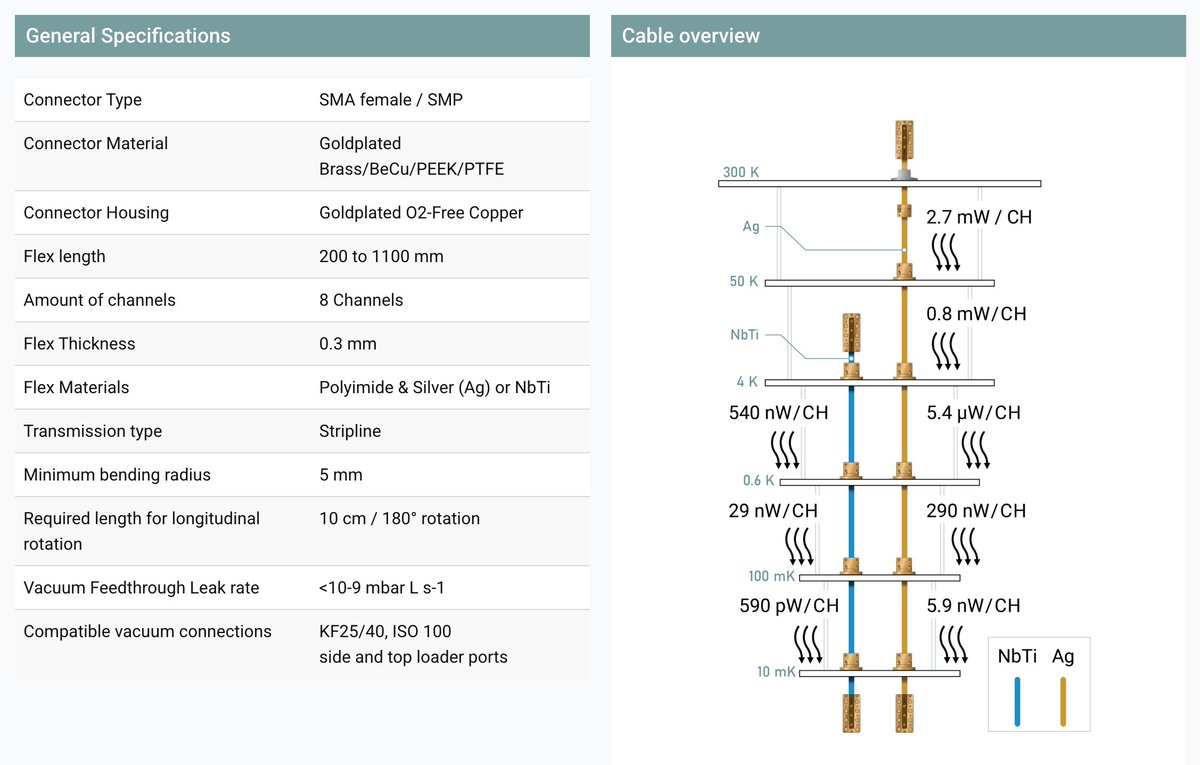 General Specifications
Connector Type SMA female / SMP
Connector Material Goldplated
Brass/BeCu/PEEK/PTFE
Connector Housing Goldplated O2-Free Copper
Flex length 200 to 1100 mm
Amount of channels 8 Channels
Flex Thickness 0.3 mm
Flex Materials Polyimide & Silver (Ag) or NbTi
Transmission type Stripline
Minimum bending radius 5 mm
Required length for longitudinal 10 cm / 180° rotation
rotation
Vacuum Feedthrough Leak rate <10-9 mbar L s-1
Compatible vacuum connections KF25/40, ISO 100
side and top loader ports
Cable overview
300 K
Ag
2.7 mW / CH
50 K
0.8 mW/CH
NbTi
4 K
540 nW/CH
5.4 µW/CH
0.6 K
29 nW/CH
290 nW/CH
100 mK
590 pW/CH
5.9 nW/CH
10 mK
NbTi Ag